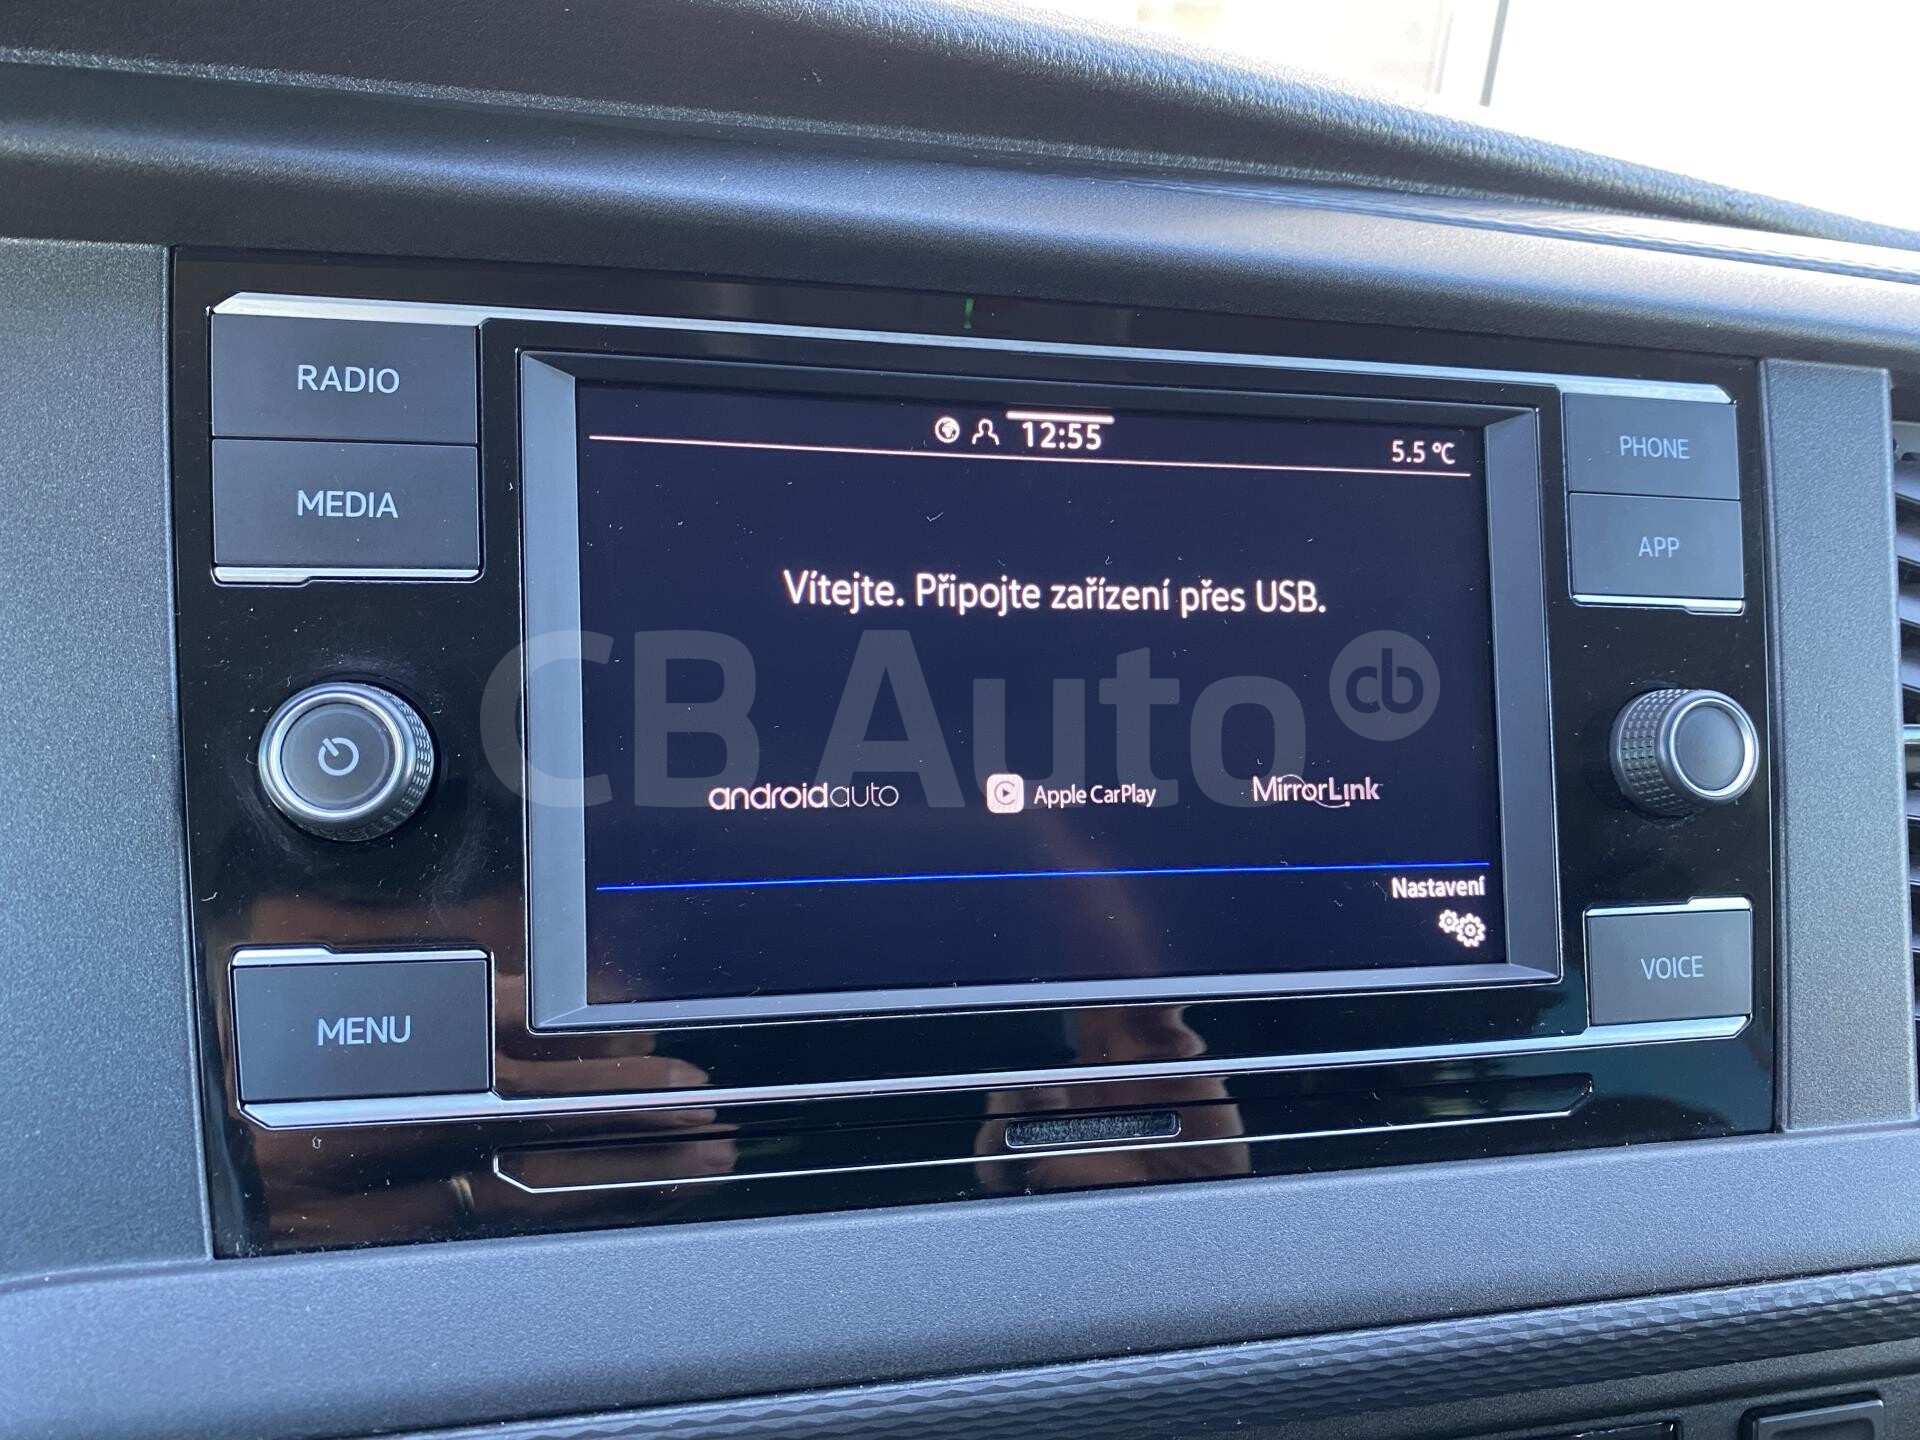 RADIO
MEDIA
MENU
12:55
5.5 °C
Vítejte. Připojte zařízení přes USB.
androidauto
Apple CarPlay
MirrorLink
Nastavení
PHONE
APP
VOICE
CB Auto cb